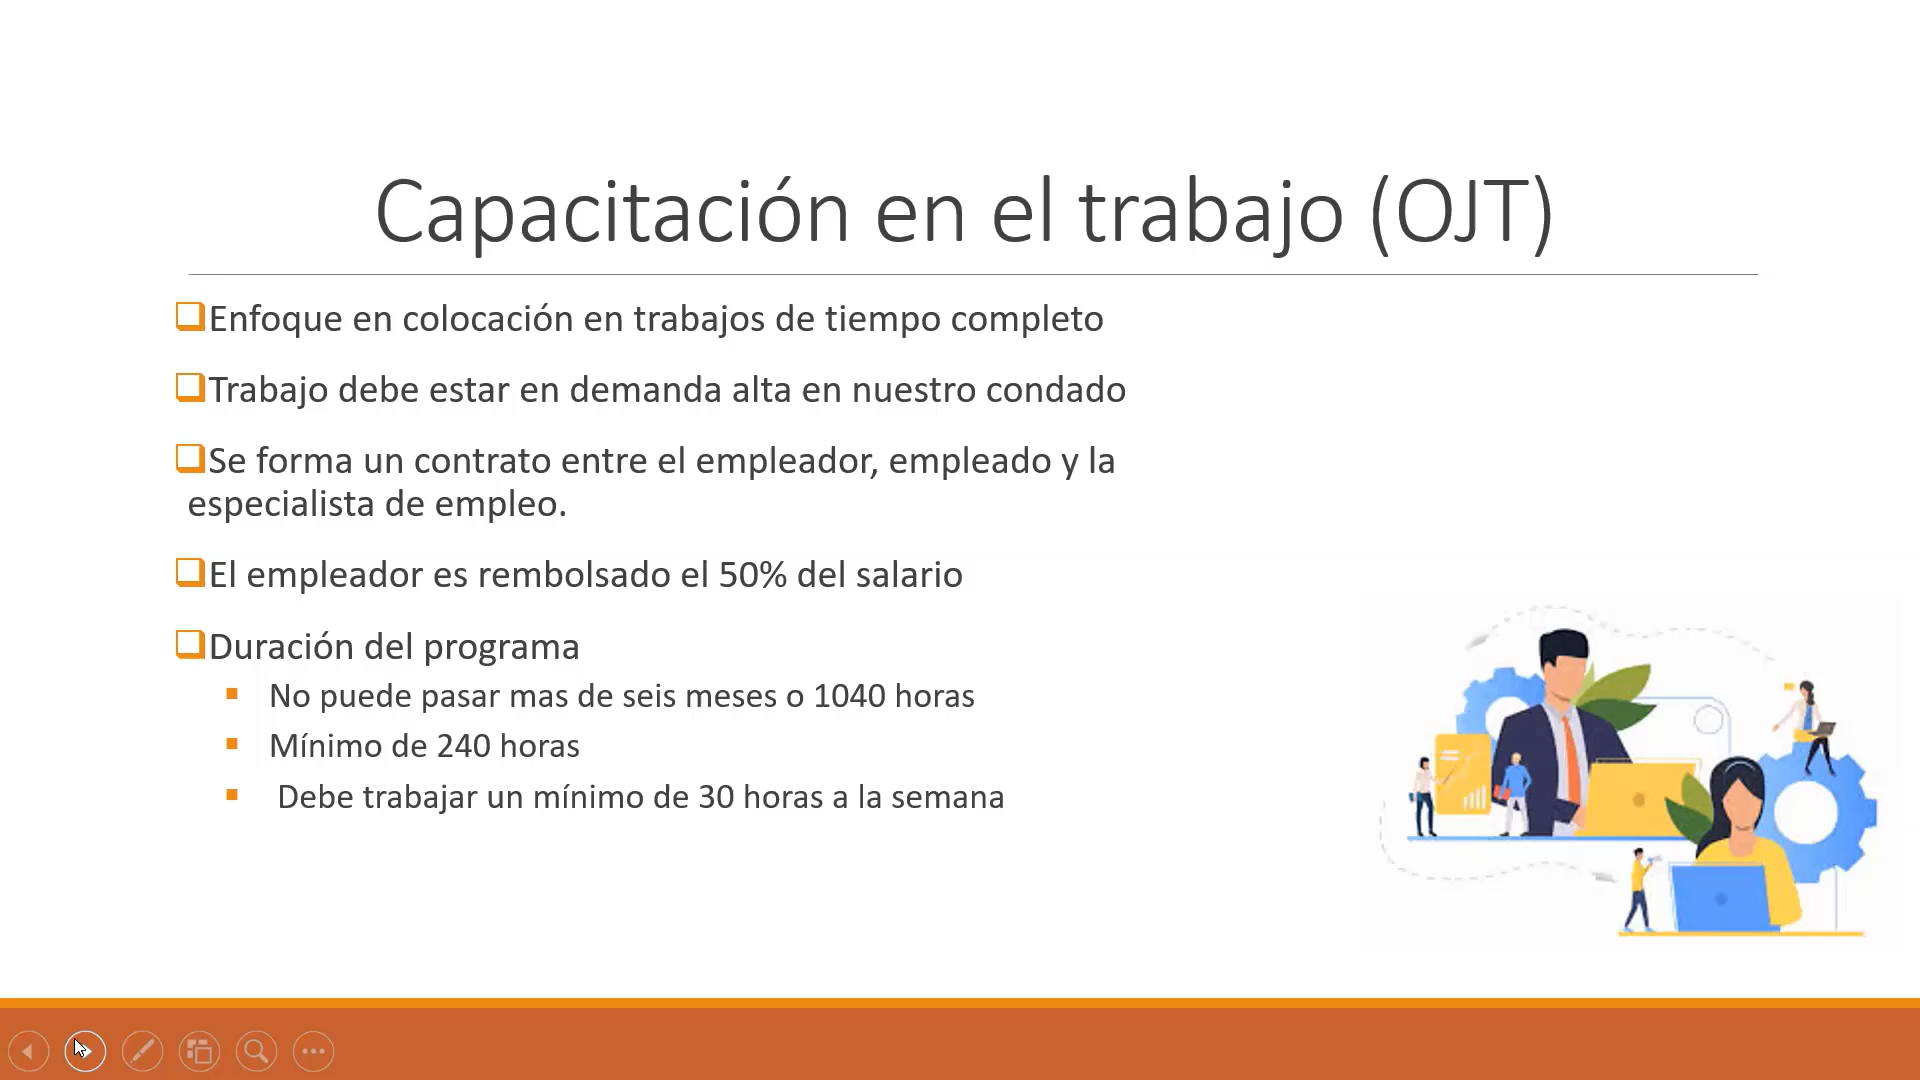 Capacitación en el trabajo (OJT)
Enfoque en colocación en trabajos de tiempo completo
Trabajo debe estar en demanda alta en nuestro condado
Se forma un contrato entre el empleador, empleado y la
especialista de empleo.
El empleador es rembolsado el 50% del salario
Duración del programa
No puede pasar mas de seis meses o 1040 horas
Mínimo de 240 horas
Debe trabajar un mínimo de 30 horas a la semana